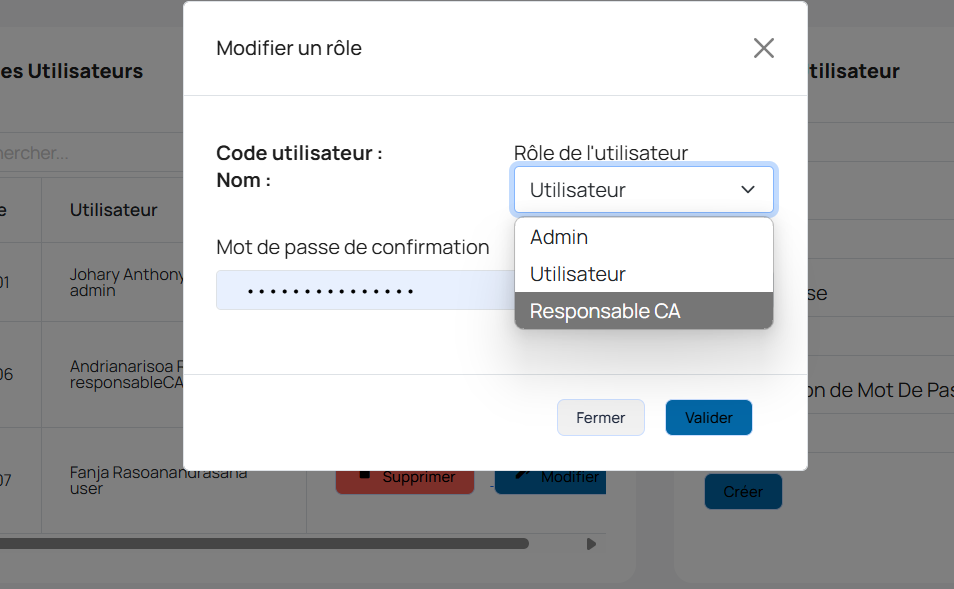 Modifier un rôle
es Utilisateurs
tilisateur
Code utilisateur :
Nom :
Rôle de l'utilisateur
Utilisateur
hercher...
Utilisateur
Mot de passe de confirmation
Admin
Utilisateur
Responsable CA
01
Johary Anthony
admin
se
06
Andrianarisoa
responsableCA
on de Mot De Pas
Fermer
Valider
07
Fanja Rasoanandrasana
user
Supprimer
Modifier
Créer